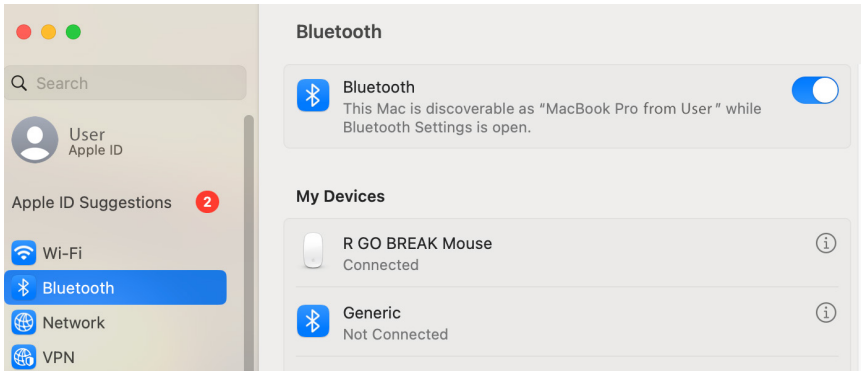 Search
User
Apple ID
Apple ID Suggestions
2
Wi-Fi
Bluetooth
Network
VPN
Bluetooth
Bluetooth
This Mac is discoverable as “MacBook Pro from User” while
Bluetooth Settings is open.
My Devices
R GO BREAK Mouse
Connected
Generic
Not Connected